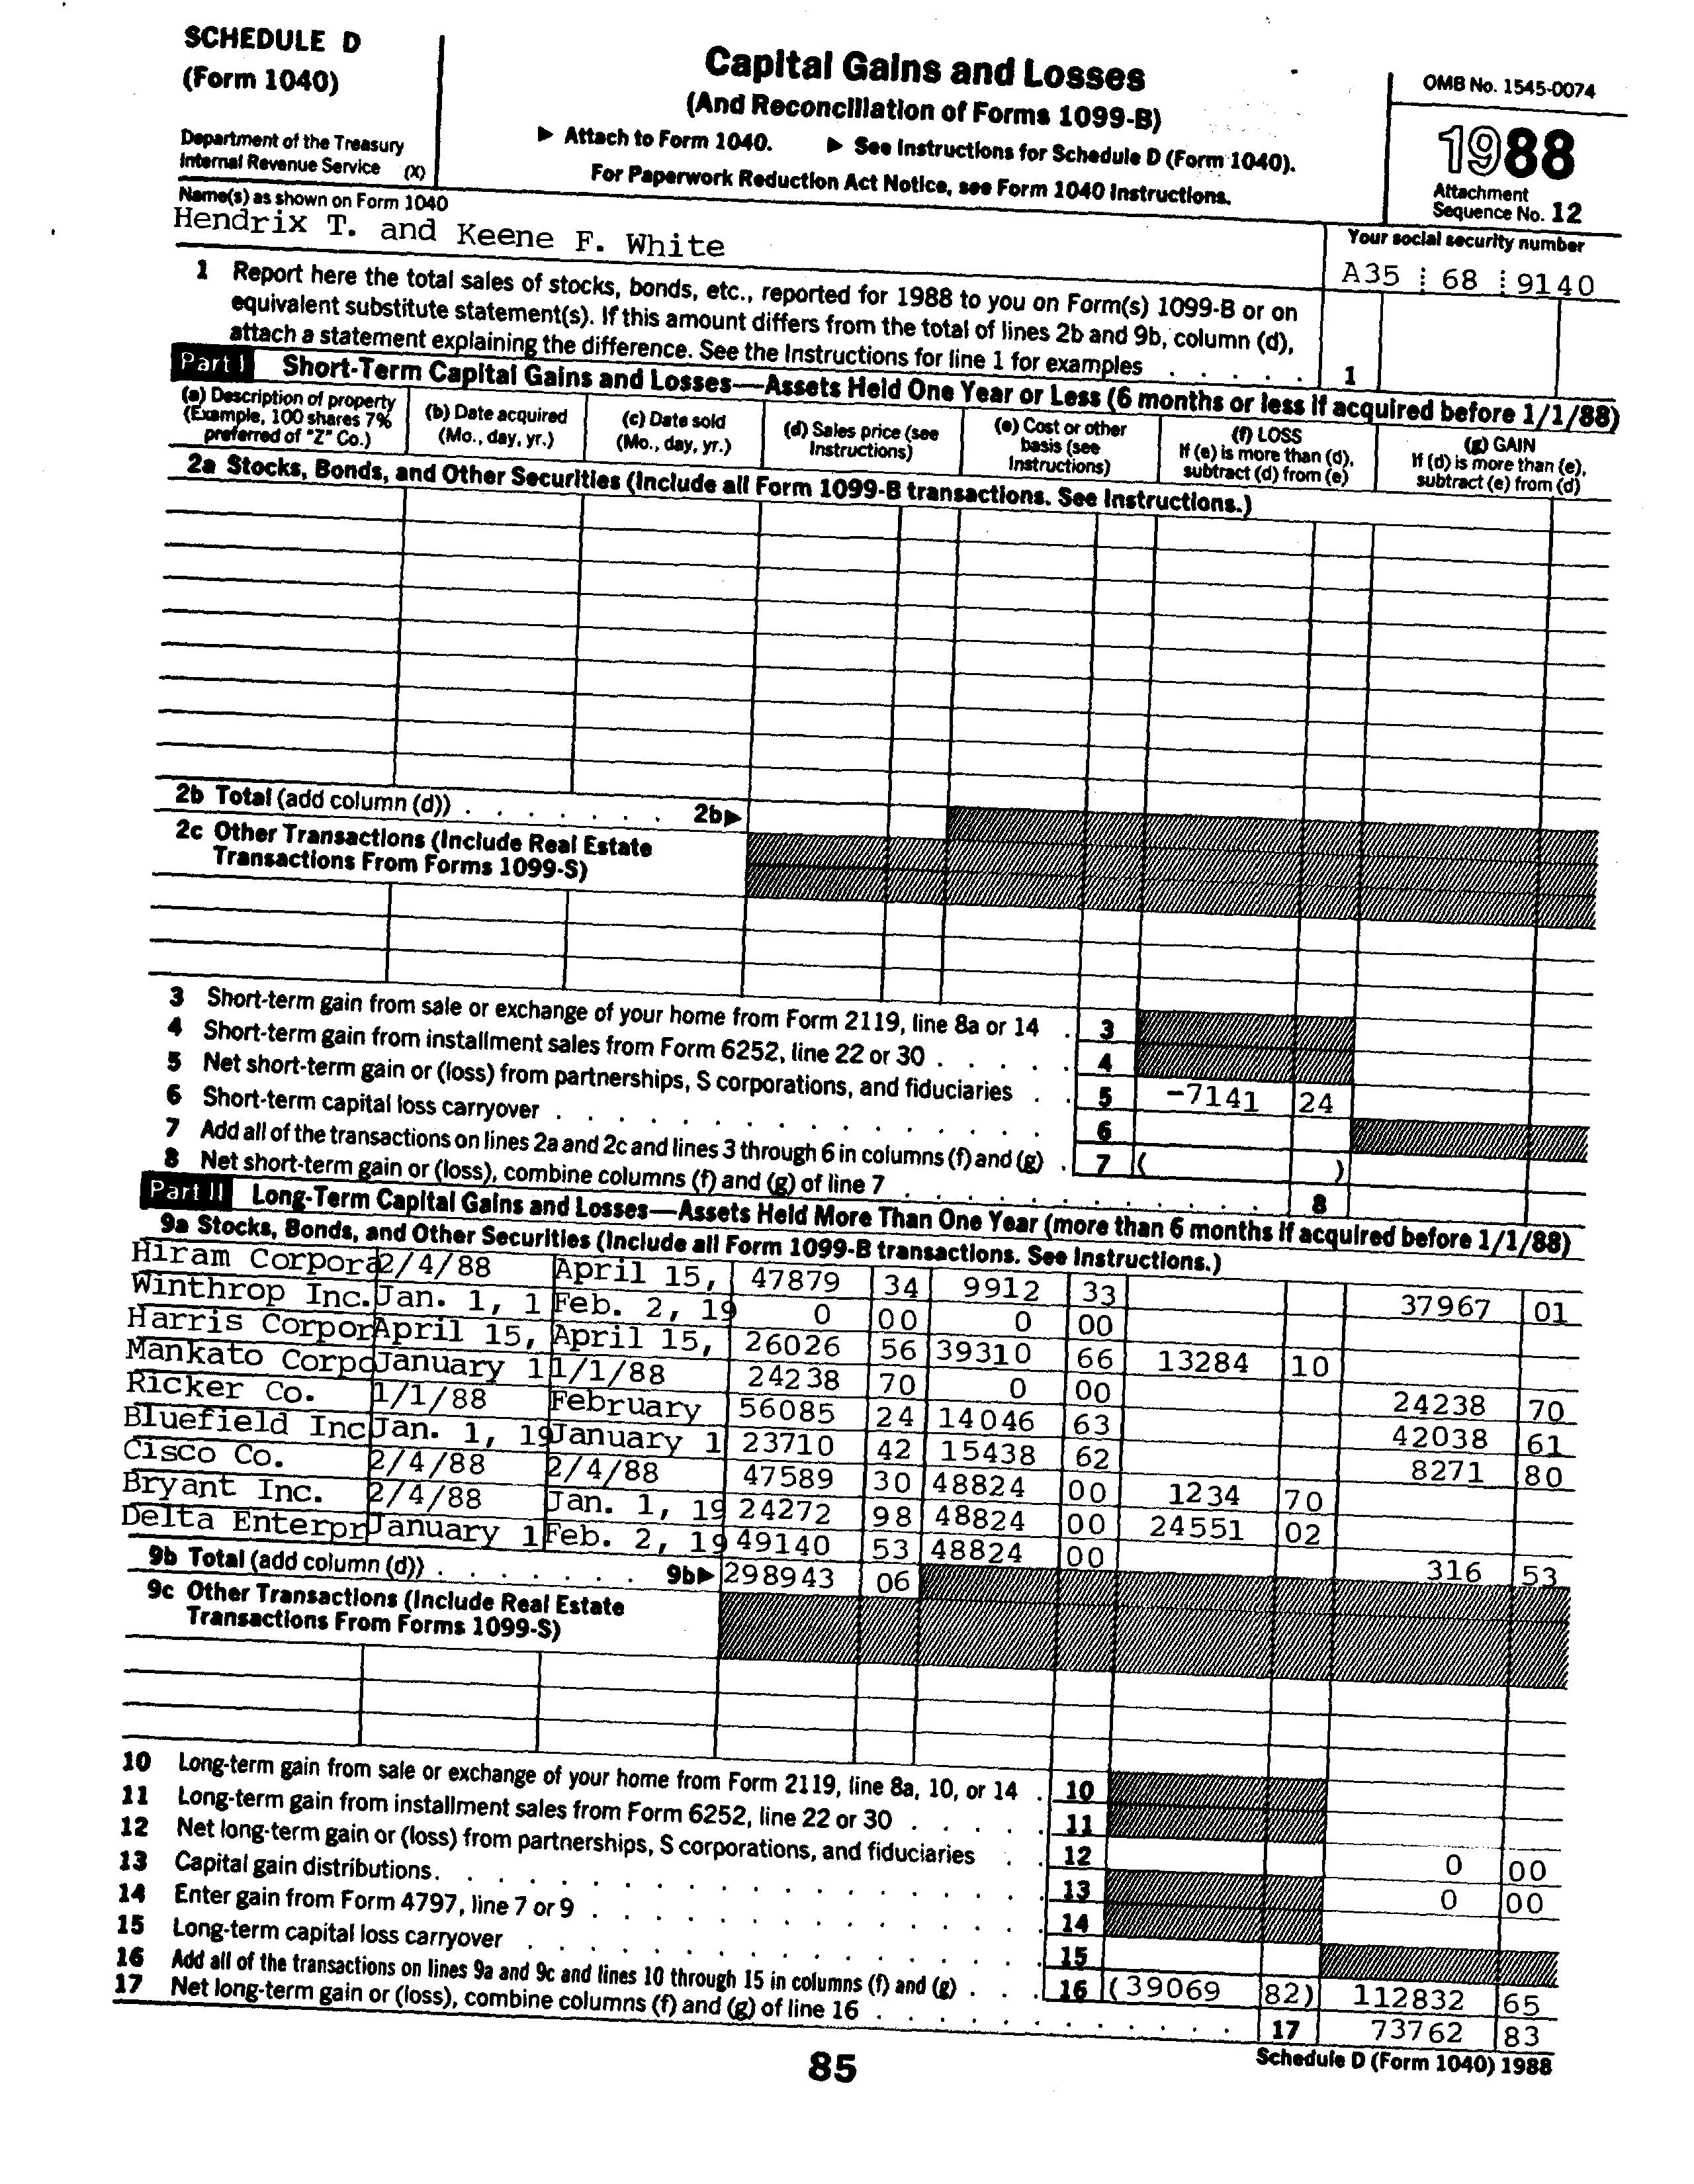 SCHEDULE D
(Form 1040)
Department of the Treasury
Internal Revenue Service (X)
Capital Gains and Losses
(And Reconciliation of Forms 1099-B)
▶ Attach to Form 1040. ▶ See Instructions for Schedule D (Form 1040).
For Paperwork Reduction Act Notice, see Form 1040 Instructions.
OMB No. 1545-0074
1988
Attachment
Sequence No. 12
Name(s) as shown on Form 1040
Hendrix T. and Keene F. White
Your social security number
A35 68 9140
1 Report here the total sales of stocks, bonds, etc., reported for 1988 to you on Form(s) 1099-B or on
equivalent substitute statement(s). If this amount differs from the total of lines 2b and 9b, column (d),
attach a statement explaining the difference. See the Instructions for line 1 for examples . . . . . 1
Part I Short-Term Capital Gains and Losses—Assets Held One Year or Less (6 months or less if acquired before 1/1/88)
(a) Description of property
(Example, 100 shares 7%
preferred of "Z" Co.)
(b) Date acquired
(Mo., day, yr.)
(c) Date sold
(Mo., day, yr.)
(d) Sales price (see
Instructions)
(e) Cost or other
basis (see
Instructions)
(f) LOSS
If (e) is more than (d),
subtract (d) from (e)
(g) GAIN
If (d) is more than (e),
subtract (e) from (d)
2a Stocks, Bonds, and Other Securities (Include all Form 1099-B transactions. See Instructions.)
2b Total (add column (d)) . . . . . . . 2b▶
2c Other Transactions (Include Real Estate
Transactions From Forms 1099-S)
3 Short-term gain from sale or exchange of your home from Form 2119, line 8a or 14 . 3
4 Short-term gain from installment sales from Form 6252, line 22 or 30 . . . . . 4
5 Net short-term gain or (loss) from partnerships, S corporations, and fiduciaries . . 5 -7141 24
6 Short-term capital loss carryover . . . . . . . . . . . . . . 6
7 Add all of the transactions on lines 2a and 2c and lines 3 through 6 in columns (f) and (g) . 7 ( )
8 Net short-term gain or (loss), combine columns (f) and (g) of line 7 . . . . . . . . . . . . 8
Part II Long-Term Capital Gains and Losses—Assets Held More Than One Year (more than 6 months if acquired before 1/1/88)
9a Stocks, Bonds, and Other Securities (Include all Form 1099-B transactions. See Instructions.)
Hiram Corpora 2/4/88 April 15, 47879 34 9912 33 37967 01
Winthrop Inc. Jan. 1, 1 Feb. 2, 19 0 00 0 00
Harris Corpor April 15, April 15, 26026 56 39310 66 13284 10
Mankato Corpo January 1 1/1/88 24238 70 0 00 24238 70
Ricker Co. 1/1/88 February 56085 24 14046 63 42038 61
Bluefield Inc Jan. 1, 19 January 1 23710 42 15438 62 8271 80
Cisco Co. 2/4/88 2/4/88 47589 30 48824 00 1234 70
Bryant Inc. 2/4/88 Jan. 1, 19 24272 98 48824 00 24551 02
Delta Enterpr January 1 Feb. 2, 19 49140 53 48824 00 316 53
9b Total (add column (d)) . . . . . . . 9b▶ 298943 06
9c Other Transactions (Include Real Estate
Transactions From Forms 1099-S)
10 Long-term gain from sale or exchange of your home from Form 2119, line 8a, 10, or 14 . 10
11 Long-term gain from installment sales from Form 6252, line 22 or 30 . . . . . 11
12 Net long-term gain or (loss) from partnerships, S corporations, and fiduciaries . . 12 0 00
13 Capital gain distributions. . . . . . . . . . . . . . . . . 13 0 00
14 Enter gain from Form 4797, line 7 or 9 . . . . . . . . . . . . 14
15 Long-term capital loss carryover . . . . . . . . . . . . . . 15
16 Add all of the transactions on lines 9a and 9c and lines 10 through 15 in columns (f) and (g) . . . 16 (39069 82) 112832 65
17 Net long-term gain or (loss), combine columns (f) and (g) of line 16 . . . . . . . . . . . . 17 73762 83
85
Schedule D (Form 1040) 1988